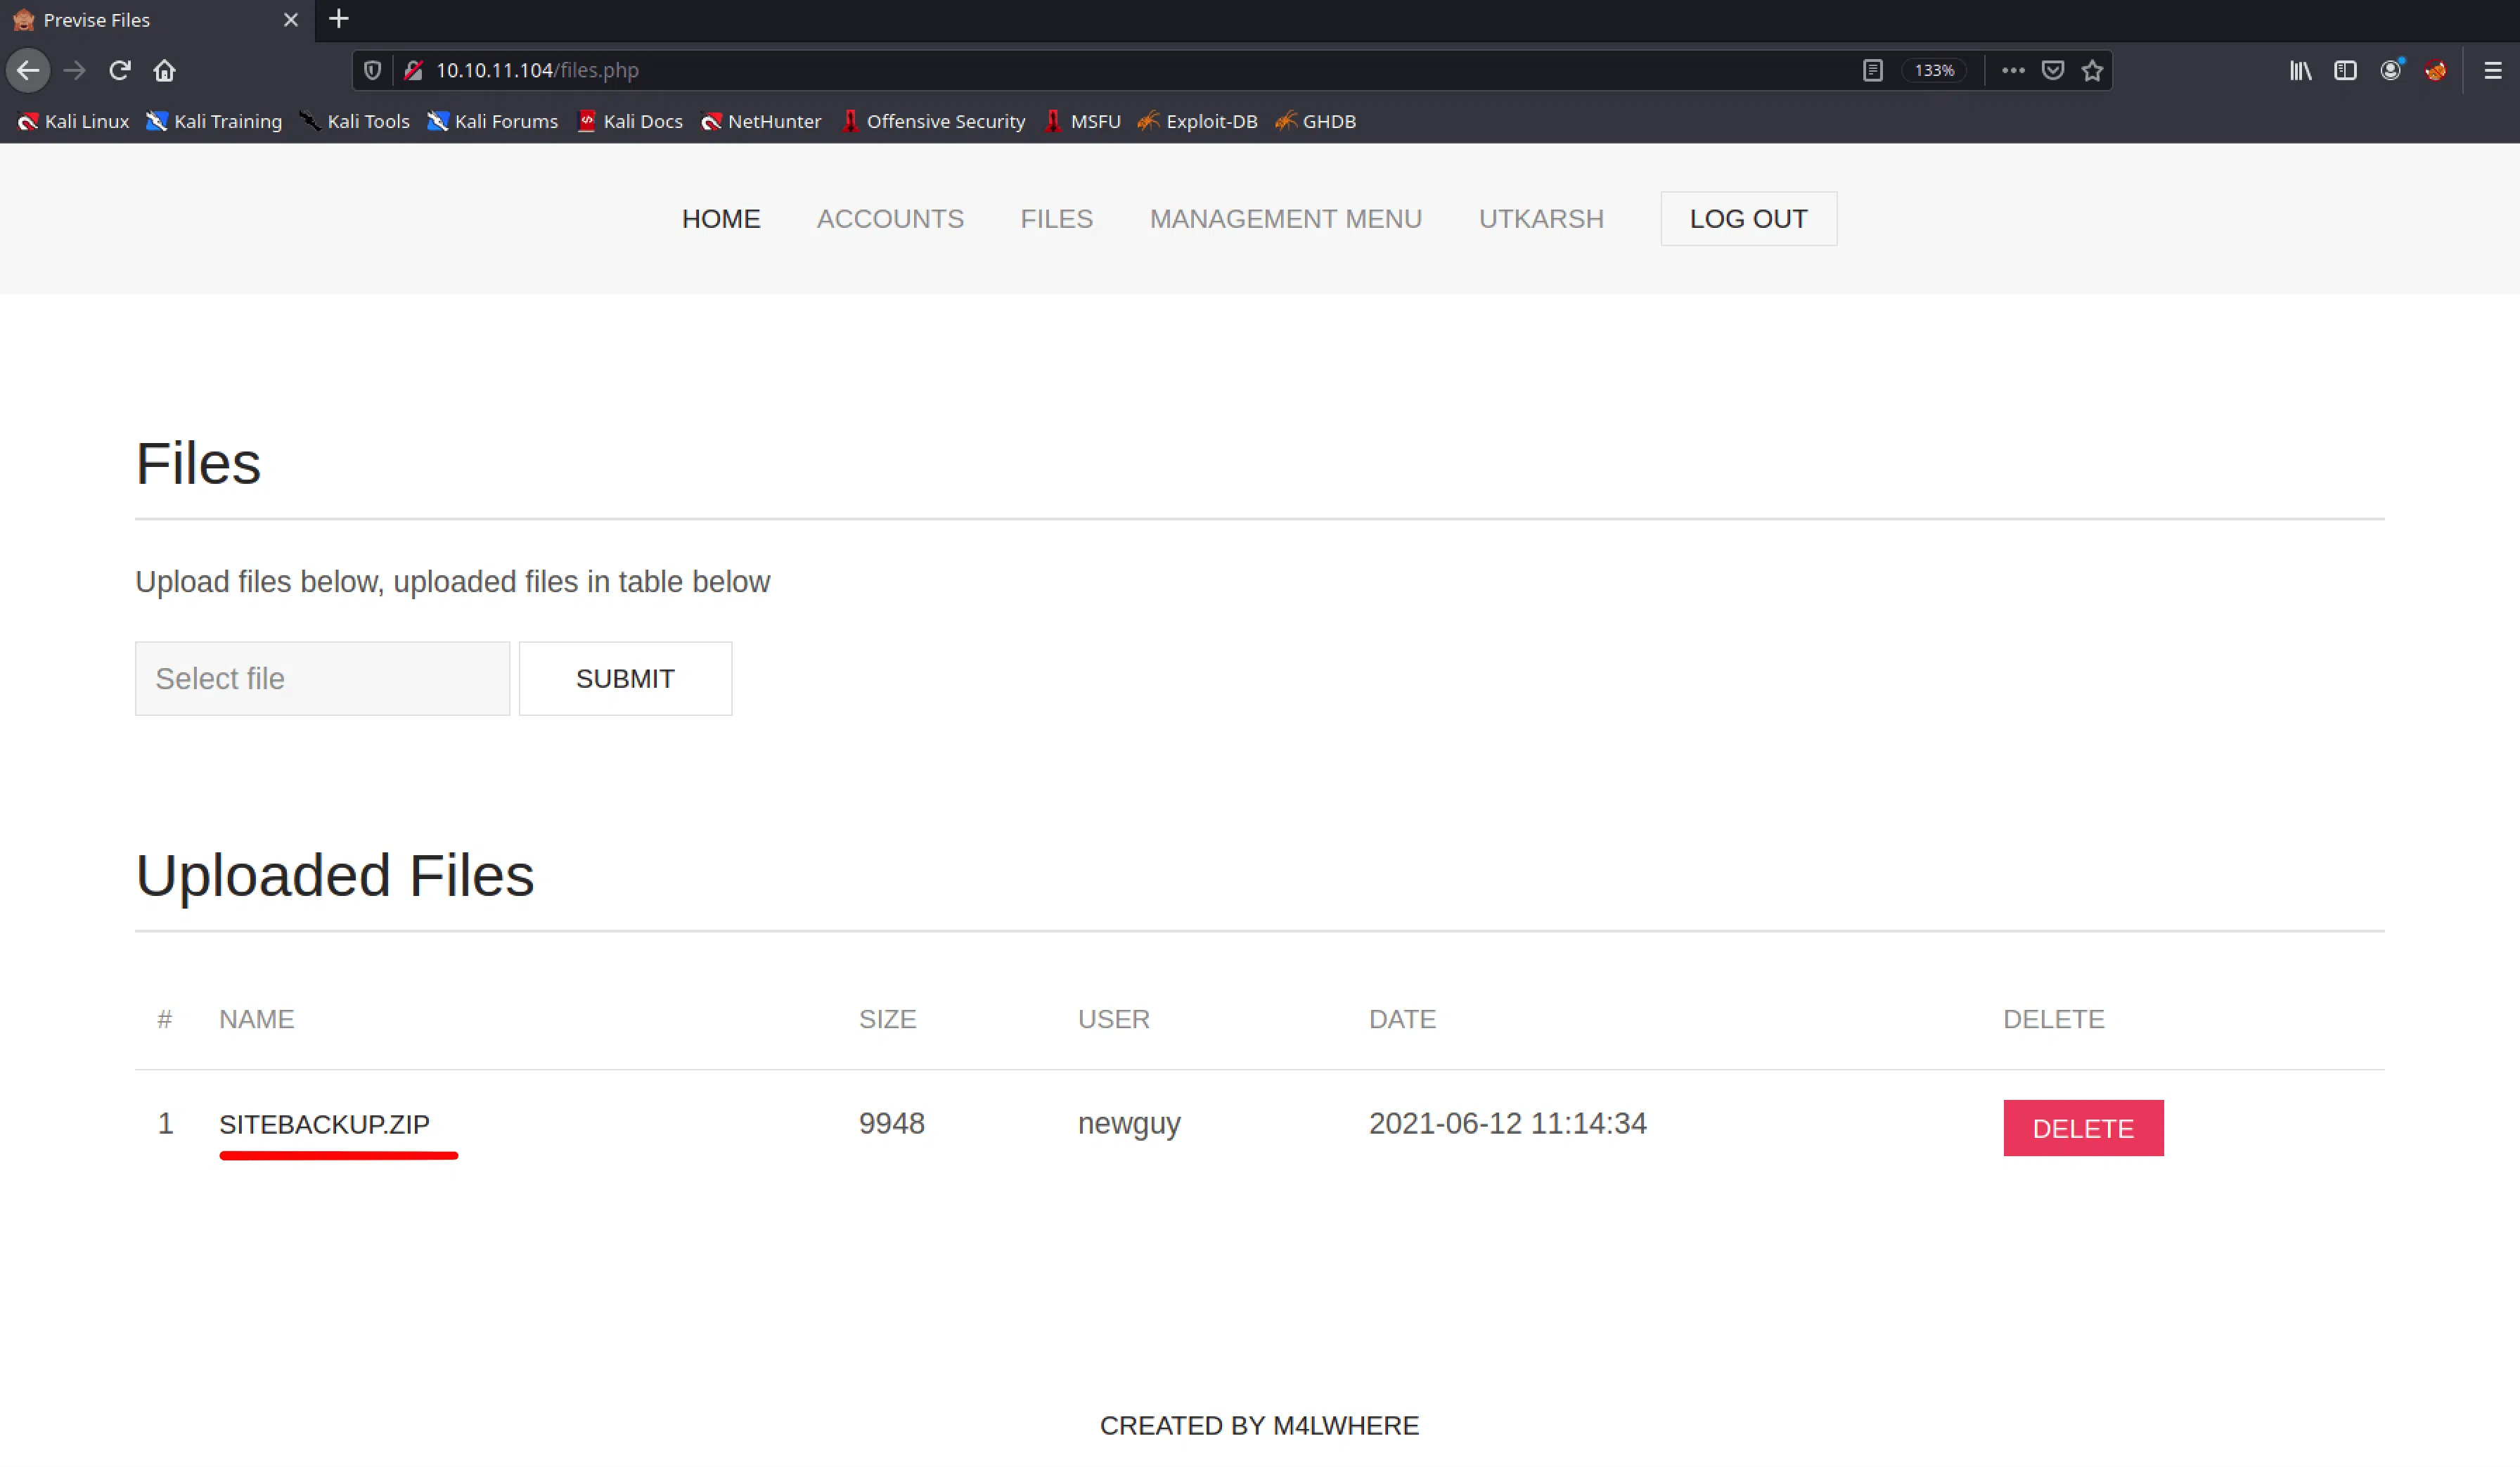 Previse Files
10.10.11.104/files.php 133%
Kali Linux Kali Training Kali Tools Kali Forums Kali Docs NetHunter Offensive Security MSFU Exploit-DB GHDB
HOME ACCOUNTS FILES MANAGEMENT MENU UTKARSH LOG OUT
Files
Upload files below, uploaded files in table below
Select file SUBMIT
Uploaded Files
# NAME SIZE USER DATE DELETE
1 SITEBACKUP.ZIP 9948 newguy 2021-06-12 11:14:34 DELETE
CREATED BY M4LWHERE